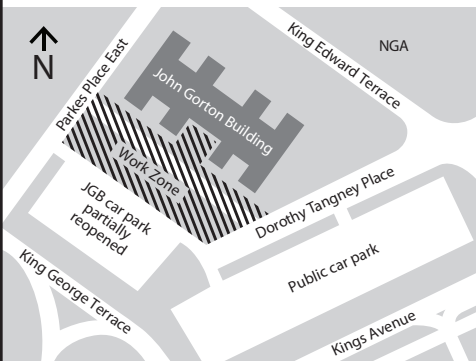 N
Parkes Place East
King Edward Terrace
NGA
John Gorton Building
Work Zone
JGB car park
partially
reopened
Dorothy Tangney Place
Public car park
King George Terrace
Kings Avenue